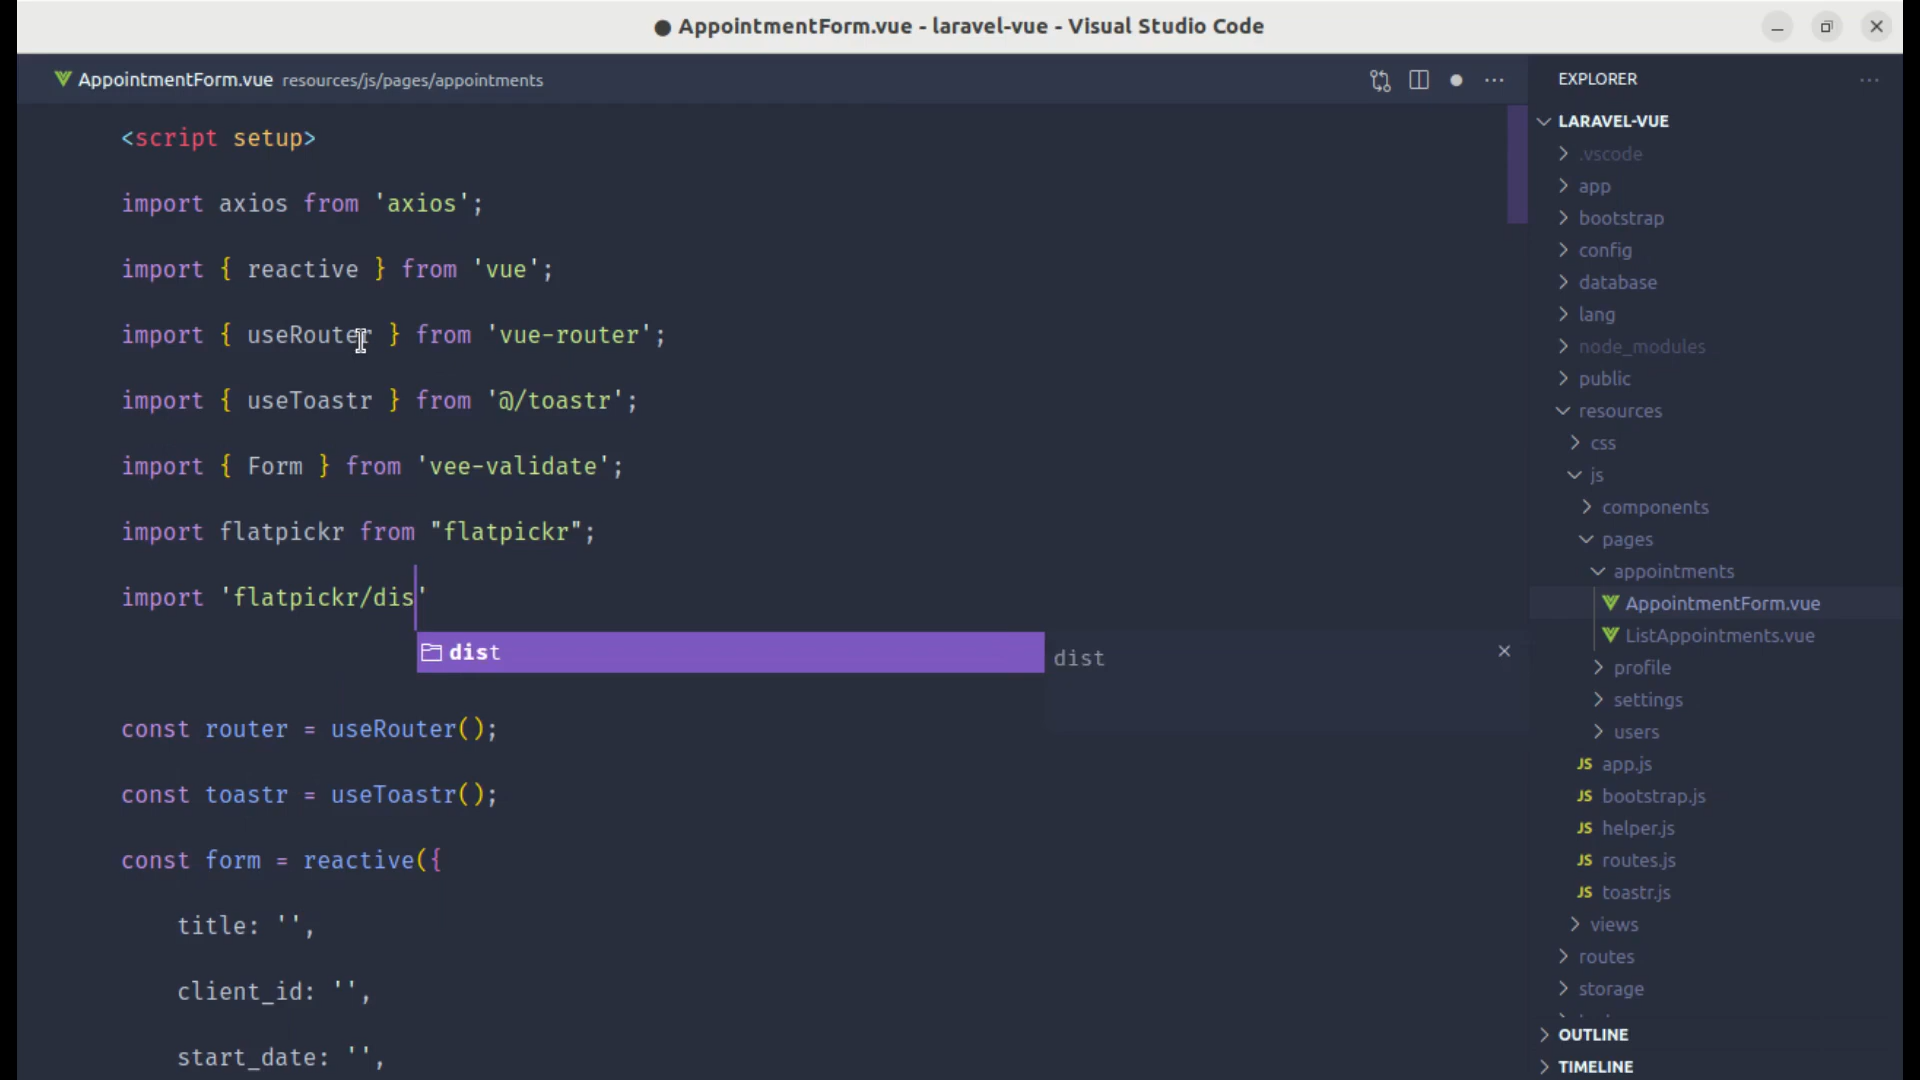 ● AppointmentForm.vue - laravel-vue - Visual Studio Code
AppointmentForm.vue resources/js/pages/appointments
<script setup>
import axios from 'axios';
import { reactive } from 'vue';
import { useRouter } from 'vue-router';
import { useToastr } from '@/toastr';
import { Form } from 'vee-validate';
import flatpickr from "flatpickr";
import 'flatpickr/dis'
dist
dist
const router = useRouter();
const toastr = useToastr();
const form = reactive({
title: '',
client_id: '',
start_date: '',
EXPLORER
LARAVEL-VUE
.vscode
app
bootstrap
config
database
lang
node_modules
public
resources
css
js
components
pages
appointments
AppointmentForm.vue
ListAppointments.vue
profile
settings
users
JS app.js
JS bootstrap.js
JS helper.js
JS routes.js
JS toastr.js
views
routes
storage
OUTLINE
TIMELINE